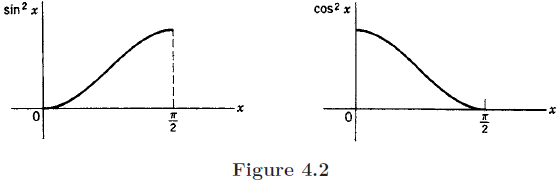 sin² x
cos² x
0
π/2
x
0
π/2
x
Figure 4.2